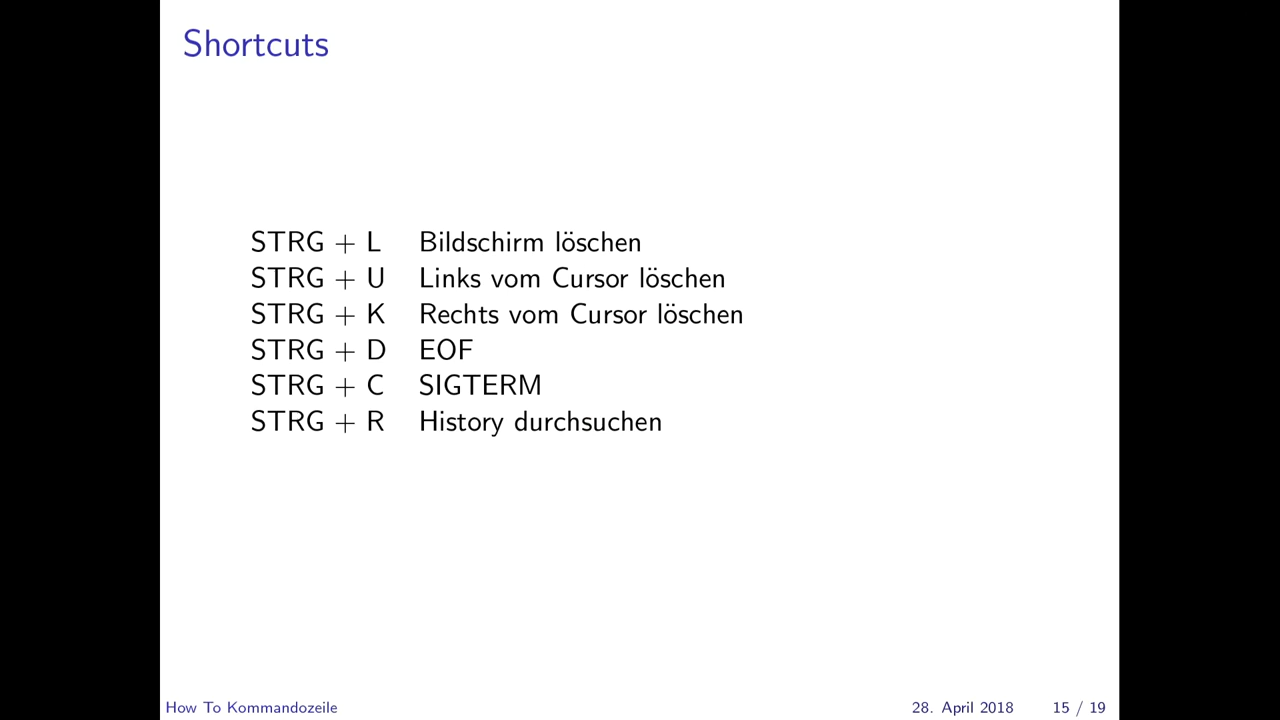 Shortcuts
STRG + L Bildschirm löschen
STRG + U Links vom Cursor löschen
STRG + K Rechts vom Cursor löschen
STRG + D EOF
STRG + C SIGTERM
STRG + R History durchsuchen
How To Kommandozeile 28. April 2018 15 / 19